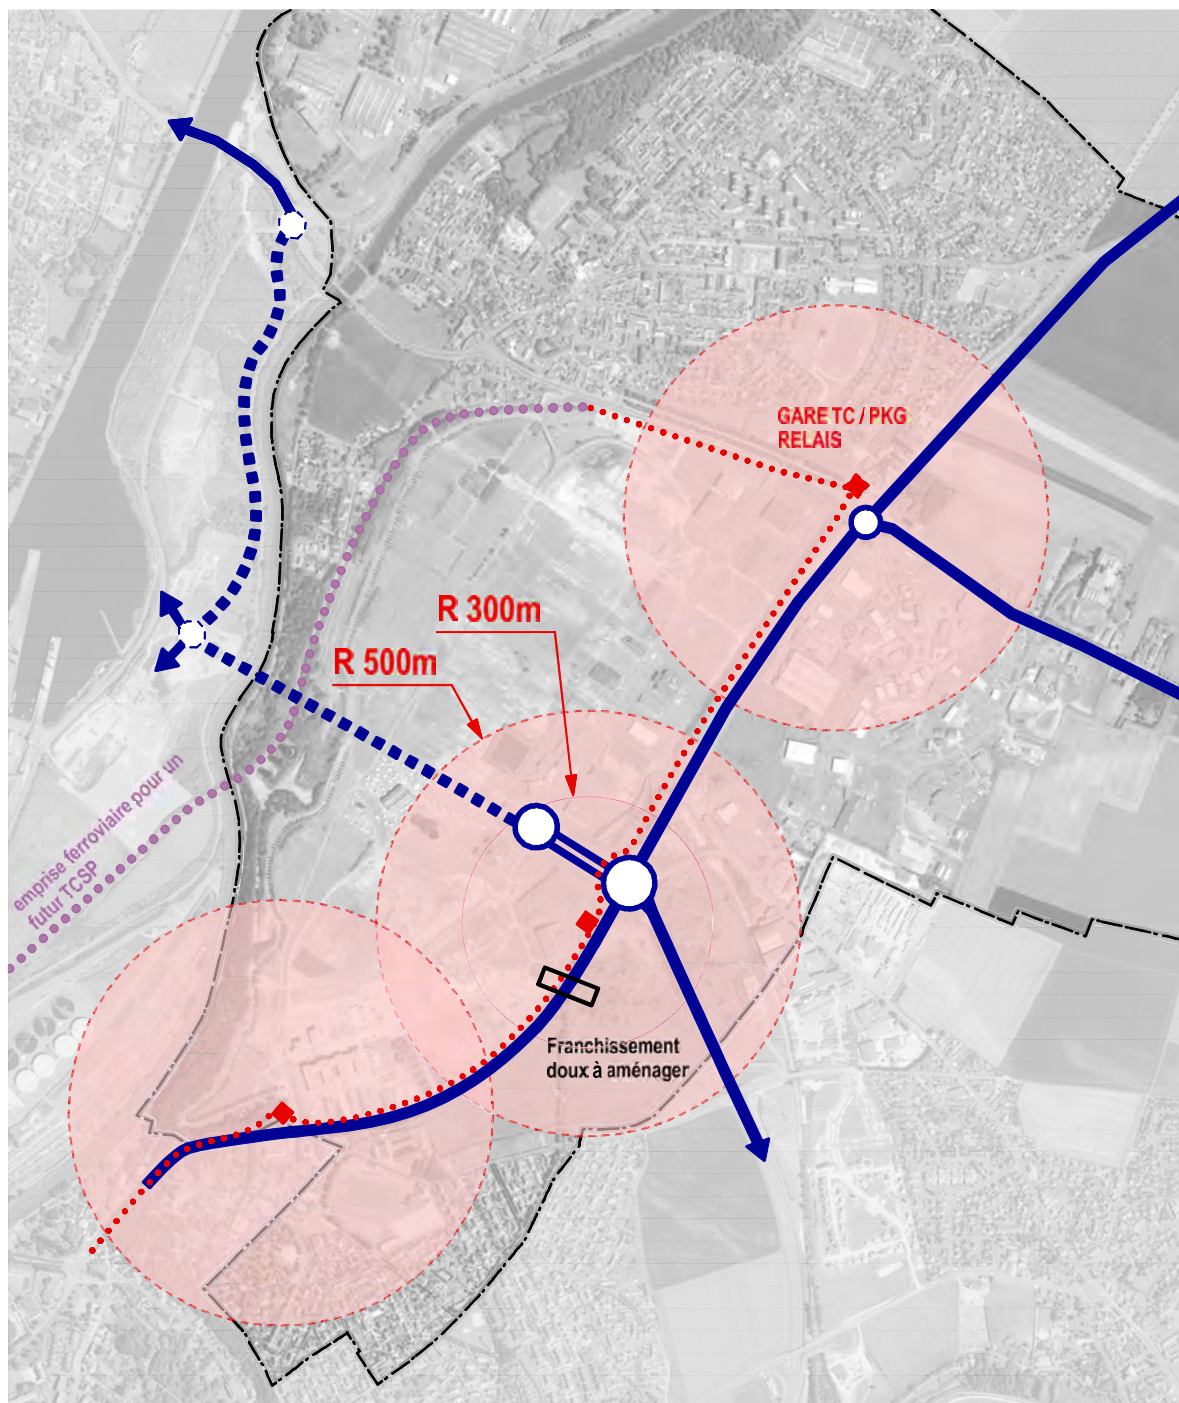 GARE TC / PKG
RELAIS
R 300m
R 500m
emprise ferroviaire pour un
futur TCSP
Franchissement
doux à aménager